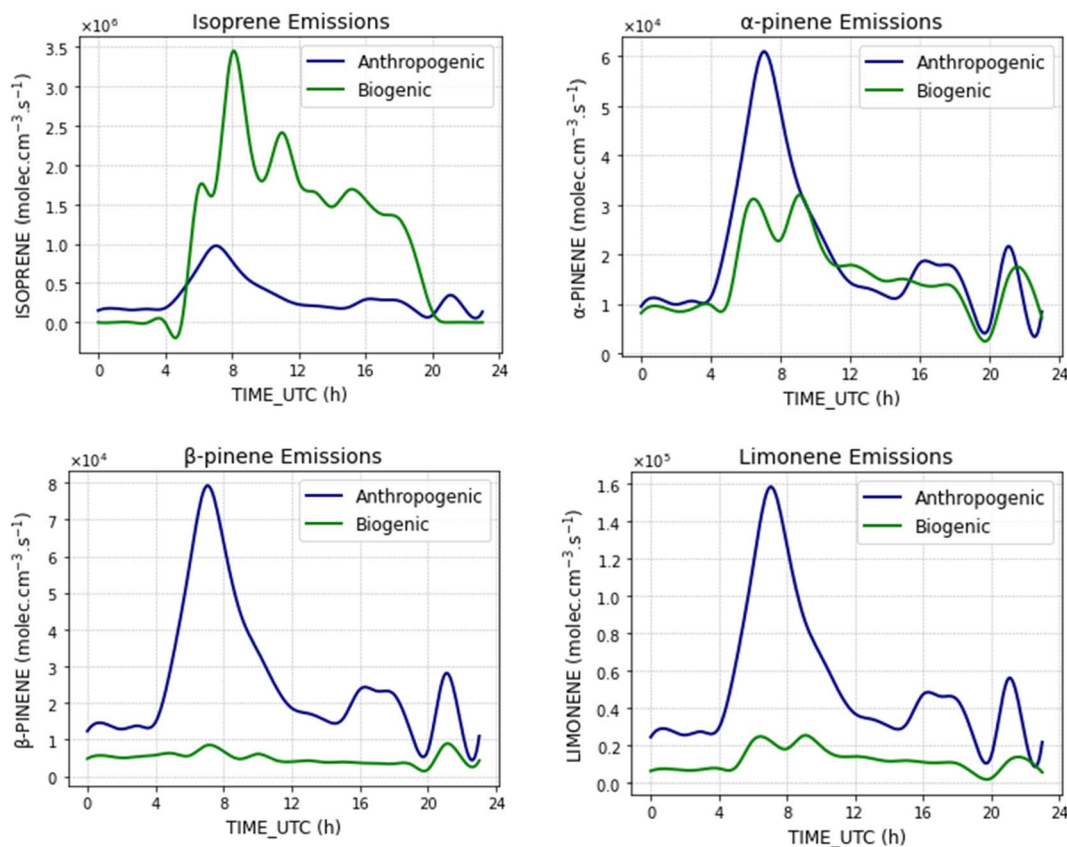 Isoprene Emissions
×10⁶
Anthropogenic
Biogenic
3.5
3.0
2.5
2.0
1.5
1.0
0.5
0.0
ISOPRENE (molec.cm⁻³.s⁻¹)
0 4 8 12 16 20 24
TIME_UTC (h)
α-pinene Emissions
×10⁴
Anthropogenic
Biogenic
6
5
4
3
2
1
0
α-PINENE (molec.cm⁻³.s⁻¹)
0 4 8 12 16 20 24
TIME_UTC (h)
β-pinene Emissions
×10⁴
Anthropogenic
Biogenic
8
7
6
5
4
3
2
1
0
β-PINENE (molec.cm⁻³.s⁻¹)
0 4 8 12 16 20 24
TIME_UTC (h)
Limonene Emissions
×10⁵
Anthropogenic
Biogenic
1.6
1.4
1.2
1.0
0.8
0.6
0.4
0.2
0.0
LIMONENE (molec.cm⁻³.s⁻¹)
0 4 8 12 16 20 24
TIME_UTC (h)